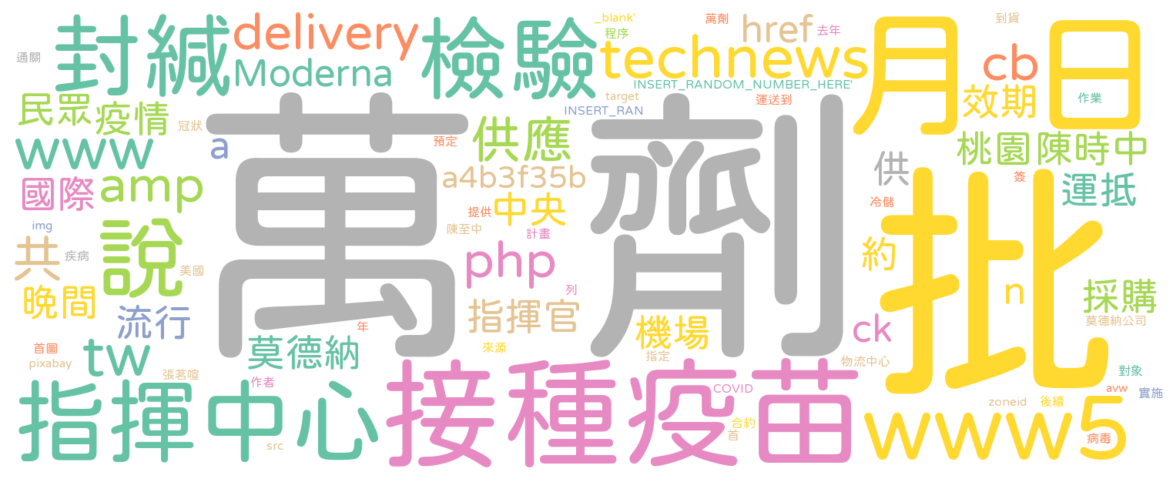 通關
封緘
delivery
Moderna
檢驗
_blank'
程序
萬劑
href
去年
到貨
technews
INSERT_RANDOM_NUMBER_HERE'
target
INSERT_RAN
運送到
月
日
cb
效期
作業
民眾
疫情
冠狀
www
a
萬
劑
預定
供應
a4b3f35b
桃園
陳時中
供
簽
運抵
國際
amp
提供
中央
冷儲
批
img
陳至中
計畫
共
疾病
說
美國
php
約
n
晚間
流行
列
指揮官
年
機場
ck
採購
莫德納公司
首圖
tw
pixabay
莫德納
來源
指定
物流中心
張茗喧
作者
對象
指揮中心
接種
疫苗
COVID
合約
首
src
www
5
zoneid
後續
avw
實施
病毒